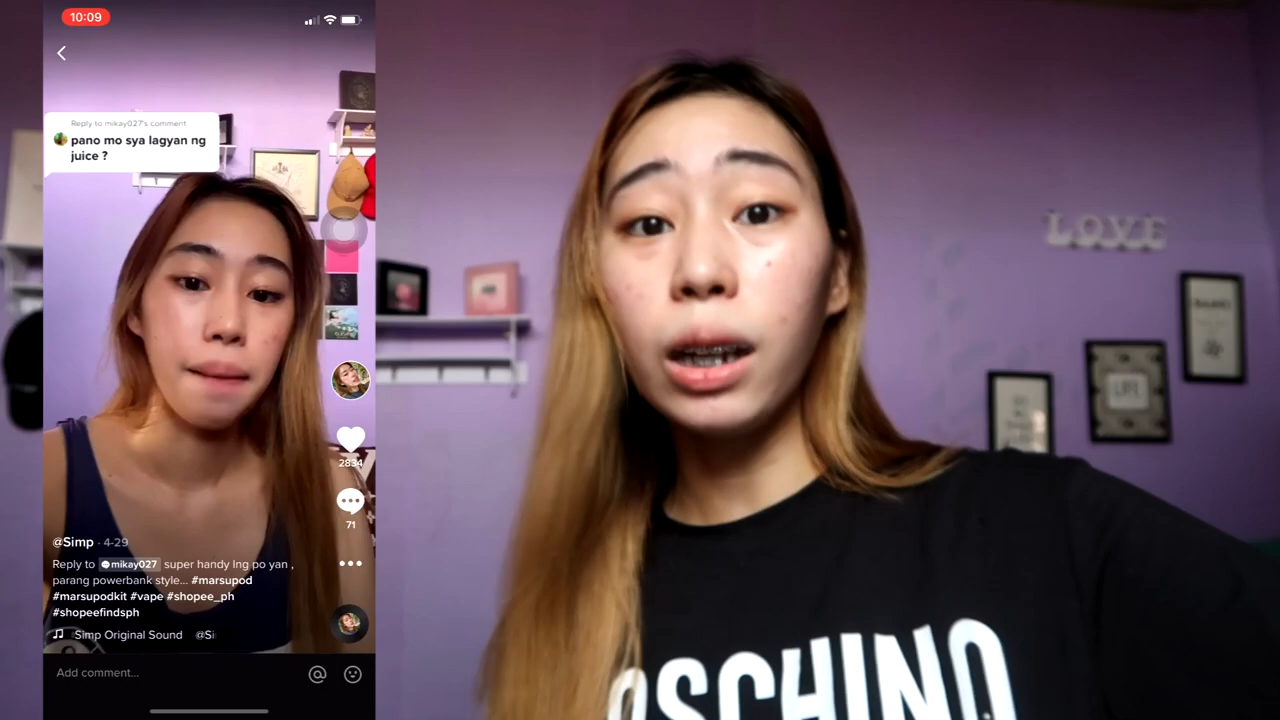 10:09
Reply to mikay027's comment
pano mo sya lagyan ng
juice ?
2834
71
@Simp · 4-29
Reply to mikay027 super handy lng po yan ,
parang powerbank style... #marsupod
#marsupodkit #vape #shopee_ph
#shopeefindsph
Simp Original Sound @Si
Add comment...
LOVE
LIFE
OSCHINO